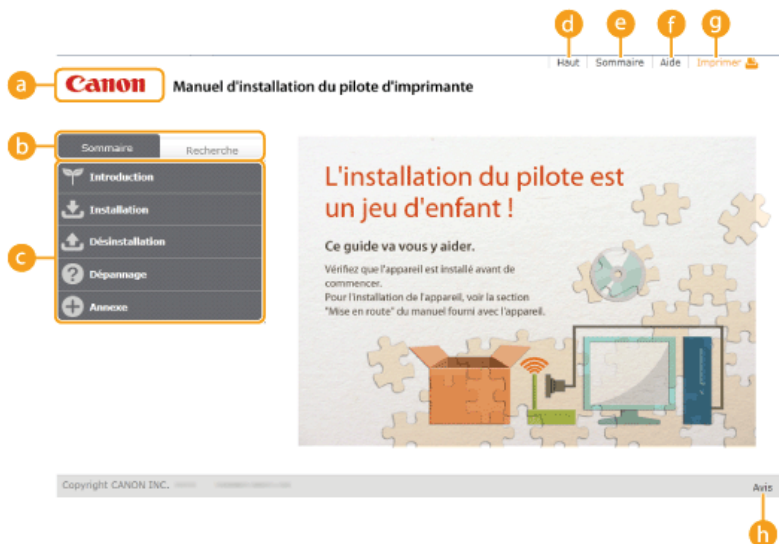 d e f g
Haut Sommaire Aide Imprimer
a Canon Manuel d'installation du pilote d'imprimante
b Sommaire Recherche
Introduction
Installation
Désinstallation
c
Dépannage
Annexe
L'installation du pilote est
un jeu d'enfant !
Ce guide va vous y aider.
Vérifiez que l'appareil est installé avant de
commencer.
Pour l'installation de l'appareil, voir la section
"Mise en route" du manuel fourni avec l'appareil.
Copyright CANON INC.
Avis
h